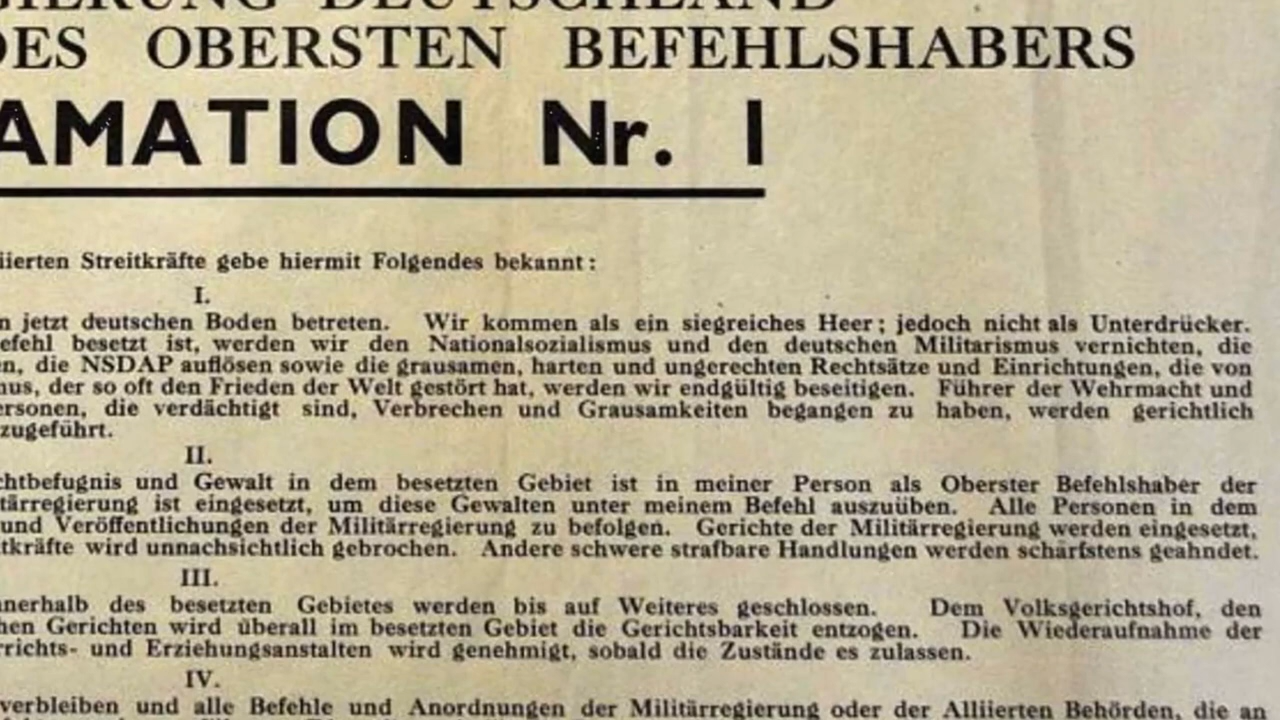 GIERUNG DEUTSCHLAND
DES OBERSTEN BEFEHLSHABERS
AMATION Nr. 1
iierten Streitkräfte gebe hiermit Folgendes bekannt:
I.
n jetzt deutschen Boden betreten. Wir kommen als ein siegreiches Heer; jedoch nicht als Unterdrücker.
efehl besetzt ist, werden wir den Nationalsozialismus und den deutschen Militarismus vernichten, die
en, die NSDAP auflösen sowie die grausamen, harten und ungerechten Rechtsätze und Einrichtungen, die von
mus, der so oft den Frieden der Welt gestört hat, werden wir endgültig beseitigen. Führer der Wehrmacht und
ersonen, die verdächtigt sind, Verbrechen und Grausamkeiten begangen zu haben, werden gerichtlich
zugeführt.
II.
chtbefugnis und Gewalt in dem besetzten Gebiet ist in meiner Person als Oberster Befehlshaber der
tärregierung ist eingesetzt, um diese Gewalten unter meinem Befehl auszuüben. Alle Personen in dem
und Veröffentlichungen der Militärregierung zu befolgen. Gerichte der Militärregierung werden eingesetzt,
tkräfte wird unnachsichtlich gebrochen. Andere schwere strafbare Handlungen werden schärfstens geahndet.
III.
nnerhalb des besetzten Gebietes werden bis auf Weiteres geschlossen. Dem Volksgerichtshof, den
hen Gerichten wird überall im besetzten Gebiet die Gerichtsbarkeit entzogen. Die Wiederaufnahme der
rrichts- und Erziehungsanstalten wird genehmigt, sobald die Zustände es zulassen.
IV.
verbleiben und alle Befehle und Anordnungen der Militärregierung oder der Alliierten Behörden, die an